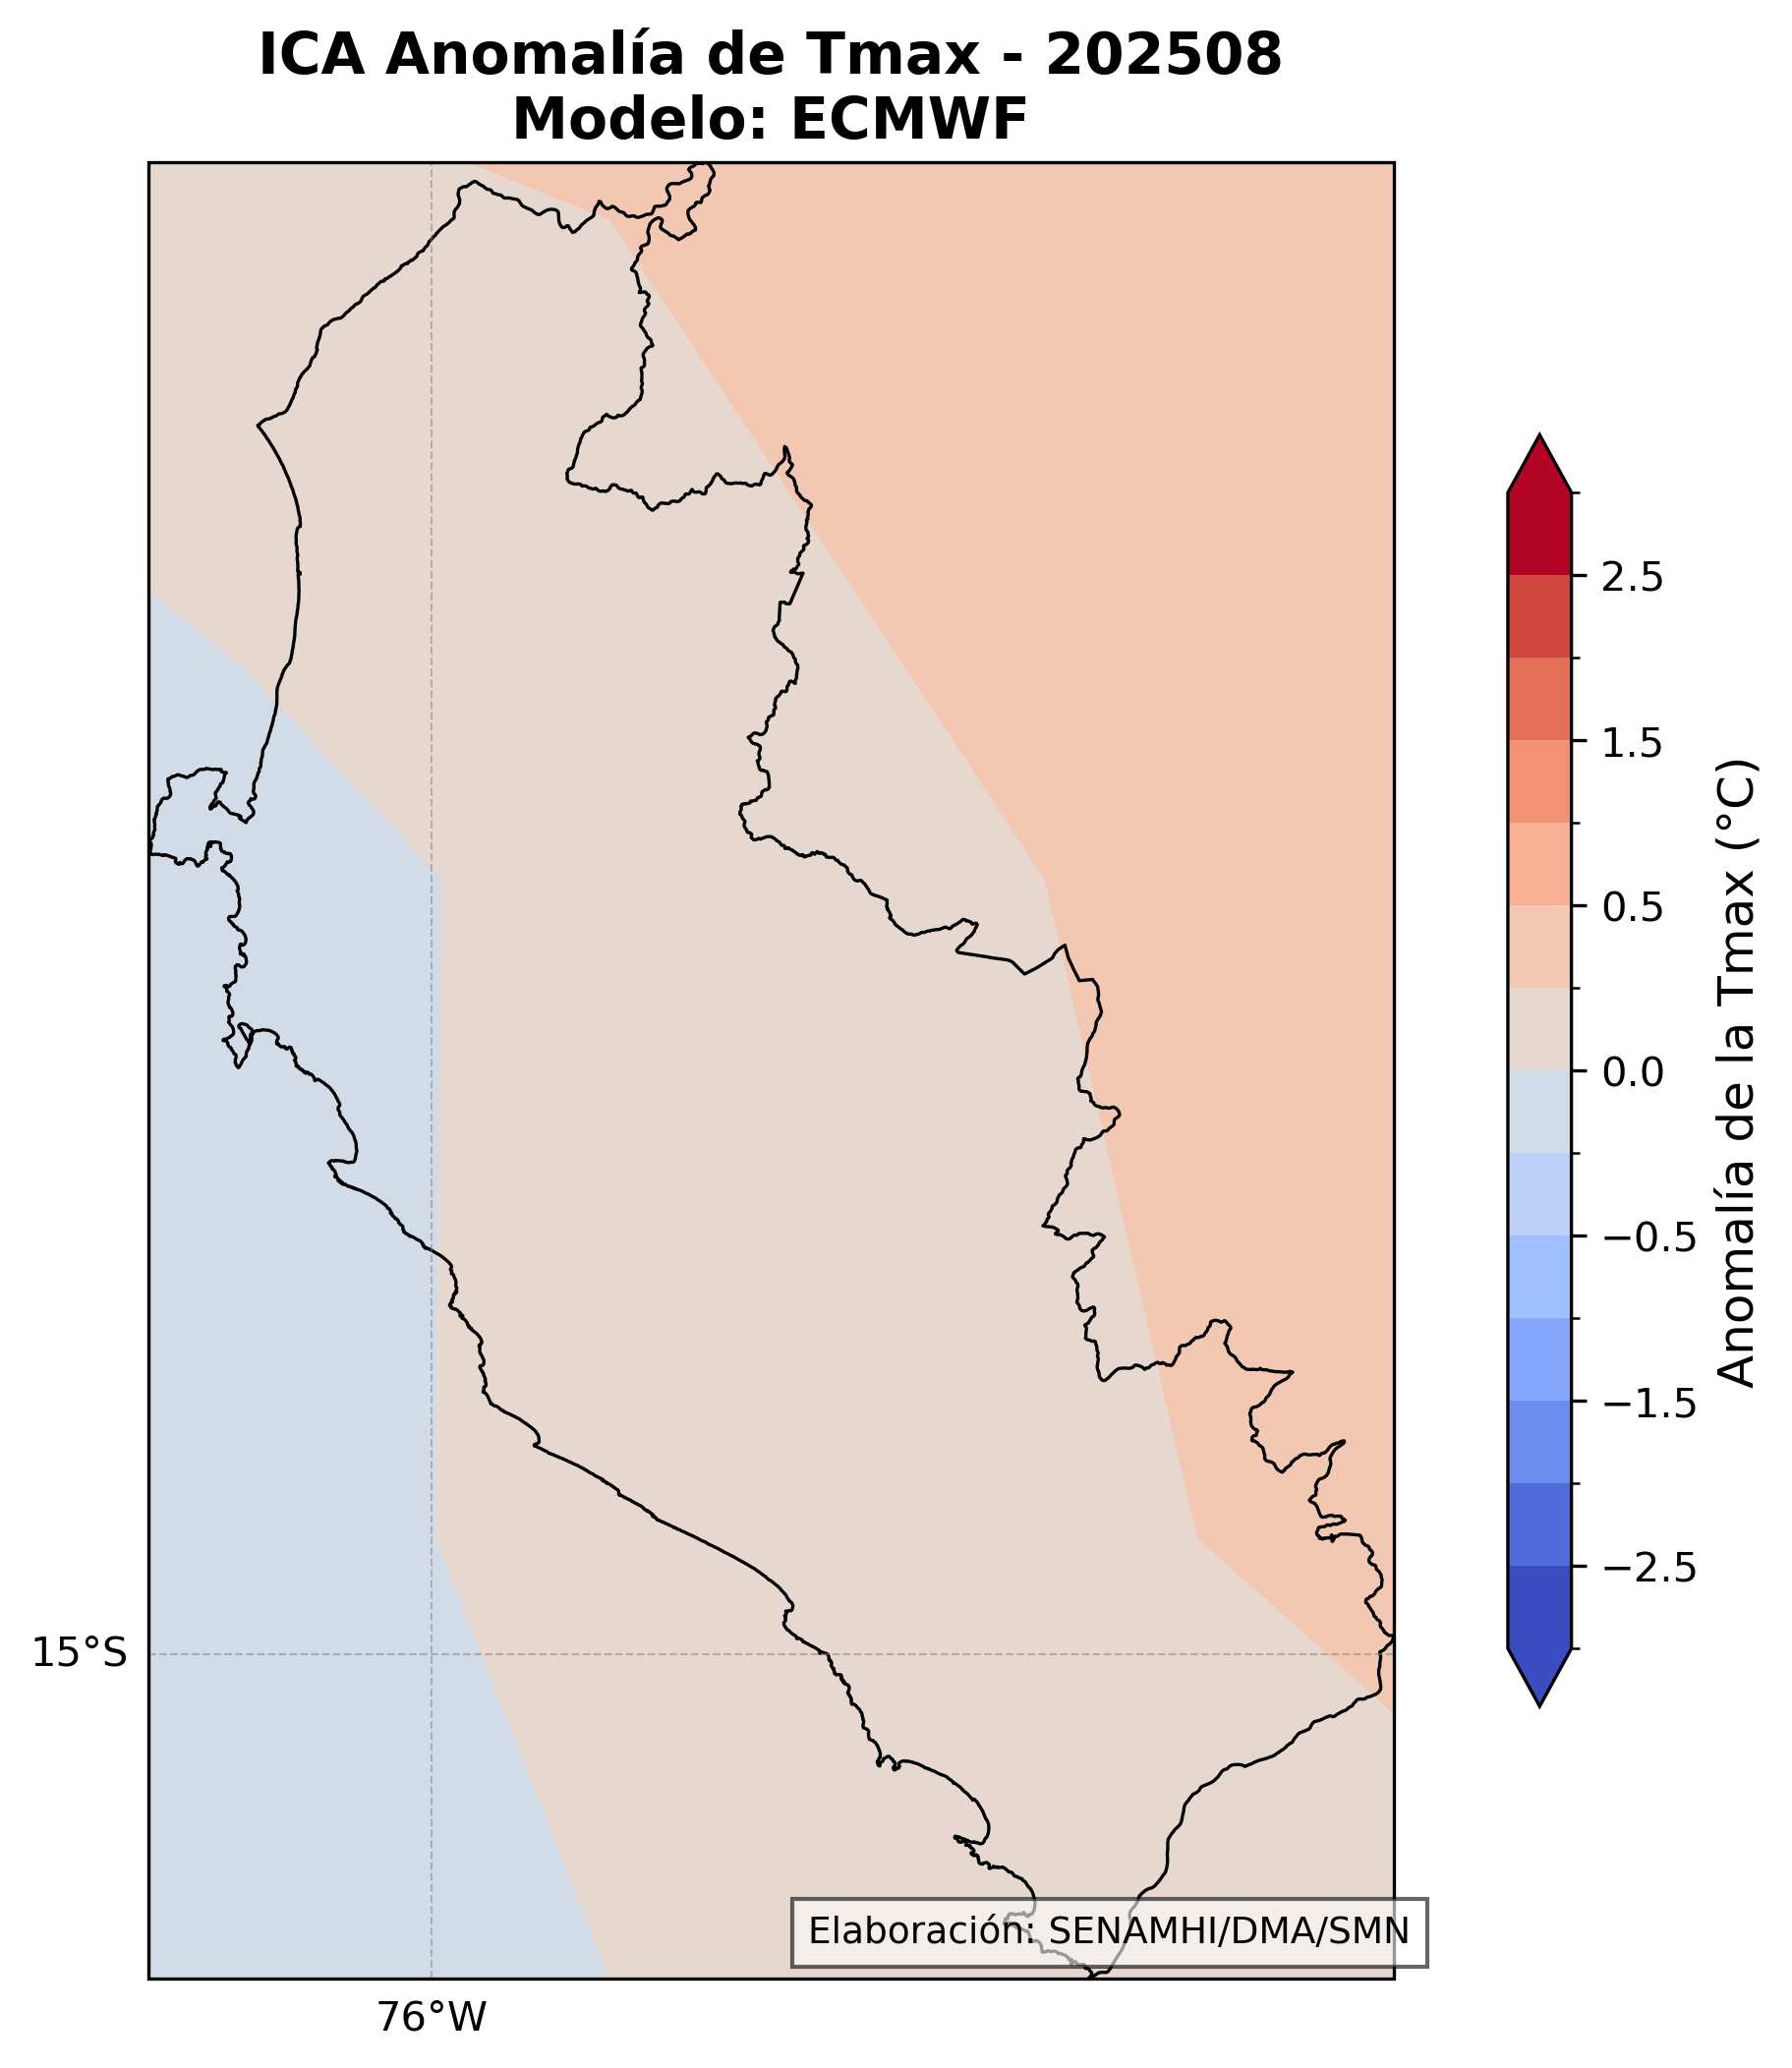 ICA Anomalía de Tmax - 202508
Modelo: ECMWF
2.5
1.5
0.5
0.0
−0.5
−1.5
−2.5
Anomalía de la Tmax (°C)
15°S
76°W
Elaboración: SENAMHI/DMA/SMN